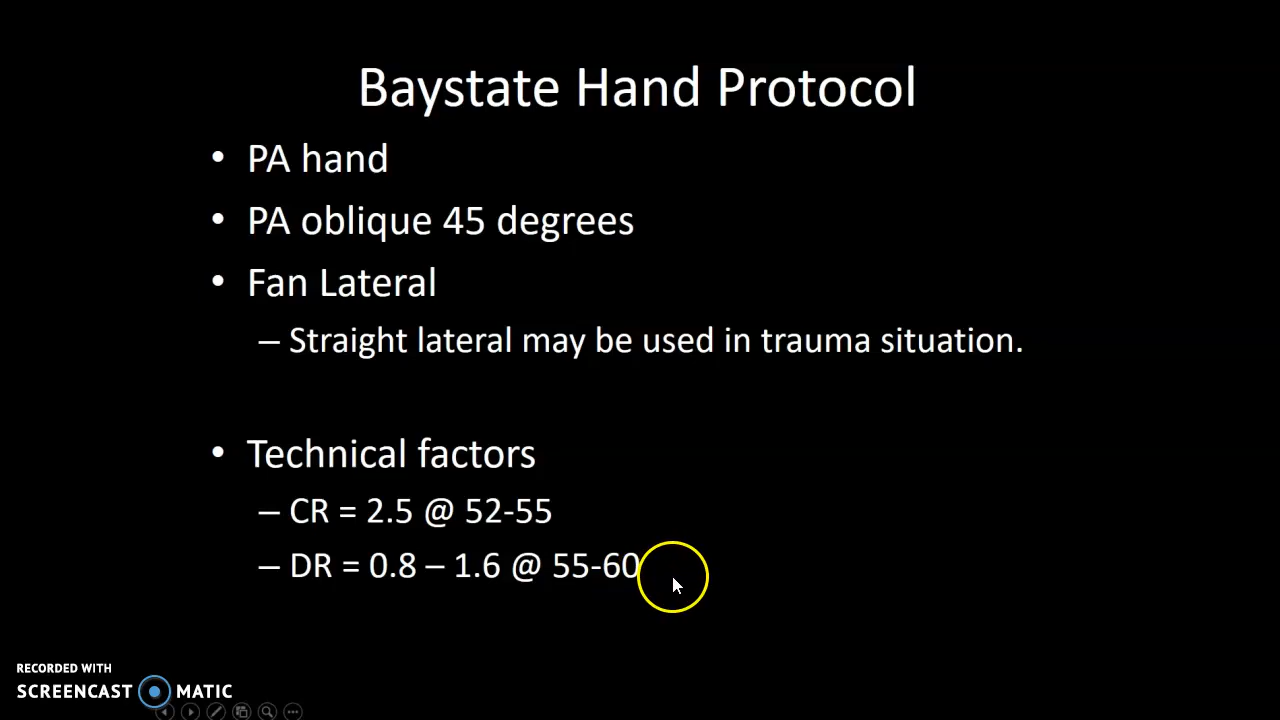 Baystate Hand Protocol
• PA hand
• PA oblique 45 degrees
• Fan Lateral
– Straight lateral may be used in trauma situation.
• Technical factors
– CR = 2.5 @ 52-55
– DR = 0.8 – 1.6 @ 55-60
RECORDED WITH
SCREENCAST MATIC